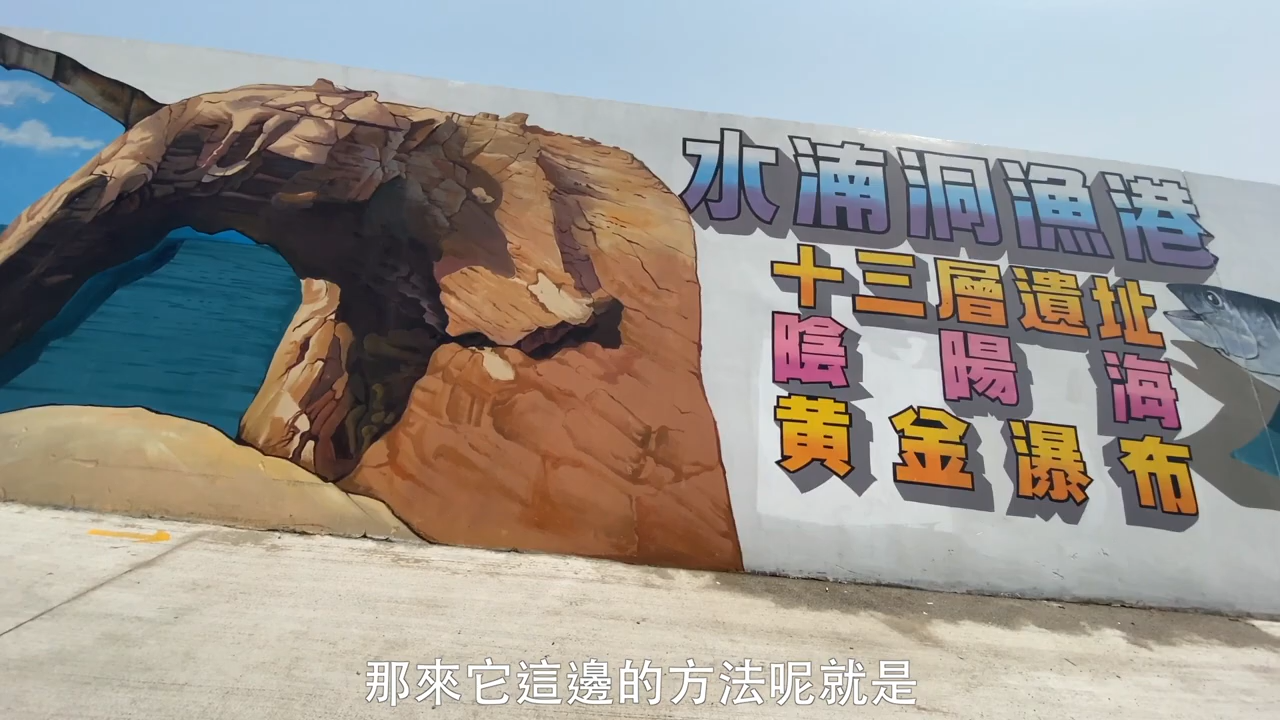 水湳洞漁港
十三層遺址
陰陽海
黃金瀑布
那來它這邊的方法呢就是